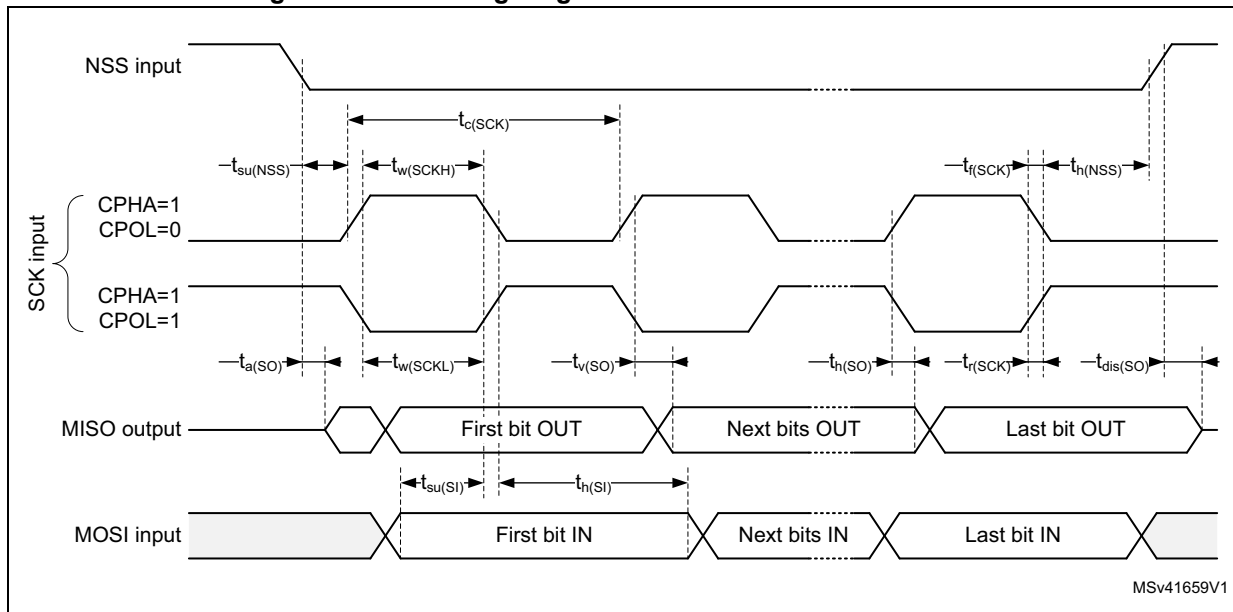 NSS input
tc(SCK)
tsu(NSS)
tw(SCKH)
tf(SCK)
th(NSS)
SCK input
CPHA=1
CPOL=0
CPHA=1
CPOL=1
ta(SO)
tw(SCKL)
tv(SO)
th(SO)
tr(SCK)
tdis(SO)
MISO output
First bit OUT
Next bits OUT
Last bit OUT
tsu(SI)
th(SI)
MOSI input
First bit IN
Next bits IN
Last bit IN
MSv41659V1